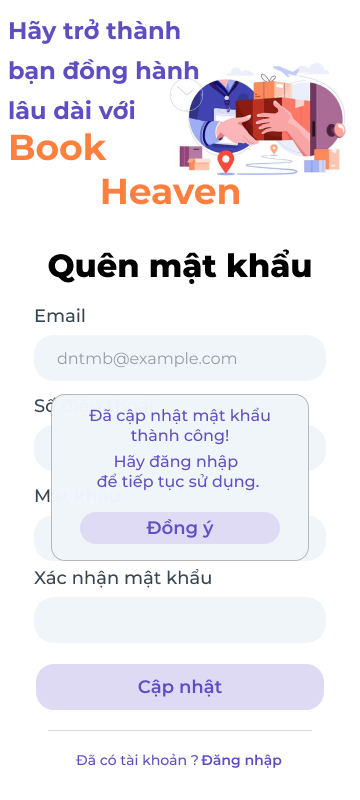 Hãy trở thành
bạn đồng hành
lâu dài với
Book
Heaven
Quên mật khẩu
Email
dntmb@example.com
Số
Đã cập nhật mật khẩu
thành công!
Hãy đăng nhập
để tiếp tục sử dụng.
Đồng ý
Xác nhận mật khẩu
Cập nhật
Đã có tài khoản ? Đăng nhập